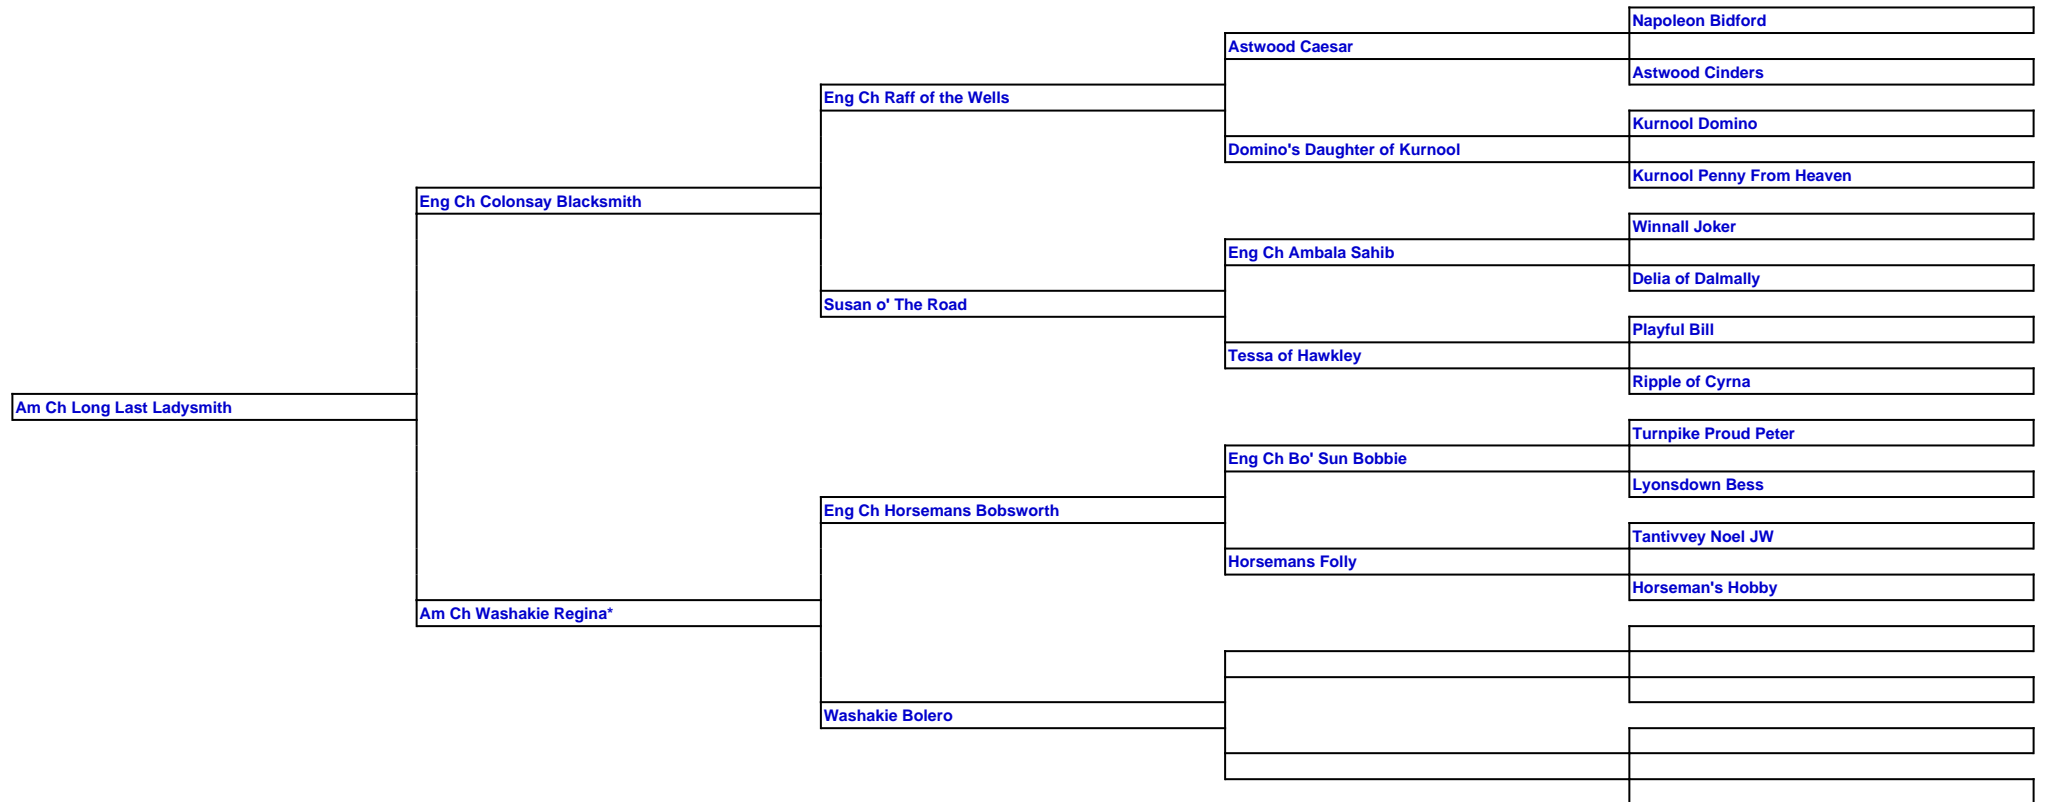 Napoleon Bidford
Astwood Caesar
Astwood Cinders
Eng Ch Raff of the Wells
Kurnool Domino
Domino's Daughter of Kurnool
Kurnool Penny From Heaven
Eng Ch Colonsay Blacksmith
Winnall Joker
Eng Ch Ambala Sahib
Delia of Dalmally
Susan o' The Road
Playful Bill
Tessa of Hawkley
Ripple of Cyrna
Am Ch Long Last Ladysmith
Turnpike Proud Peter
Eng Ch Bo' Sun Bobbie
Lyonsdown Bess
Eng Ch Horsemans Bobsworth
Tantivvey Noel JW
Horsemans Folly
Horseman's Hobby
Am Ch Washakie Regina*
Washakie Bolero